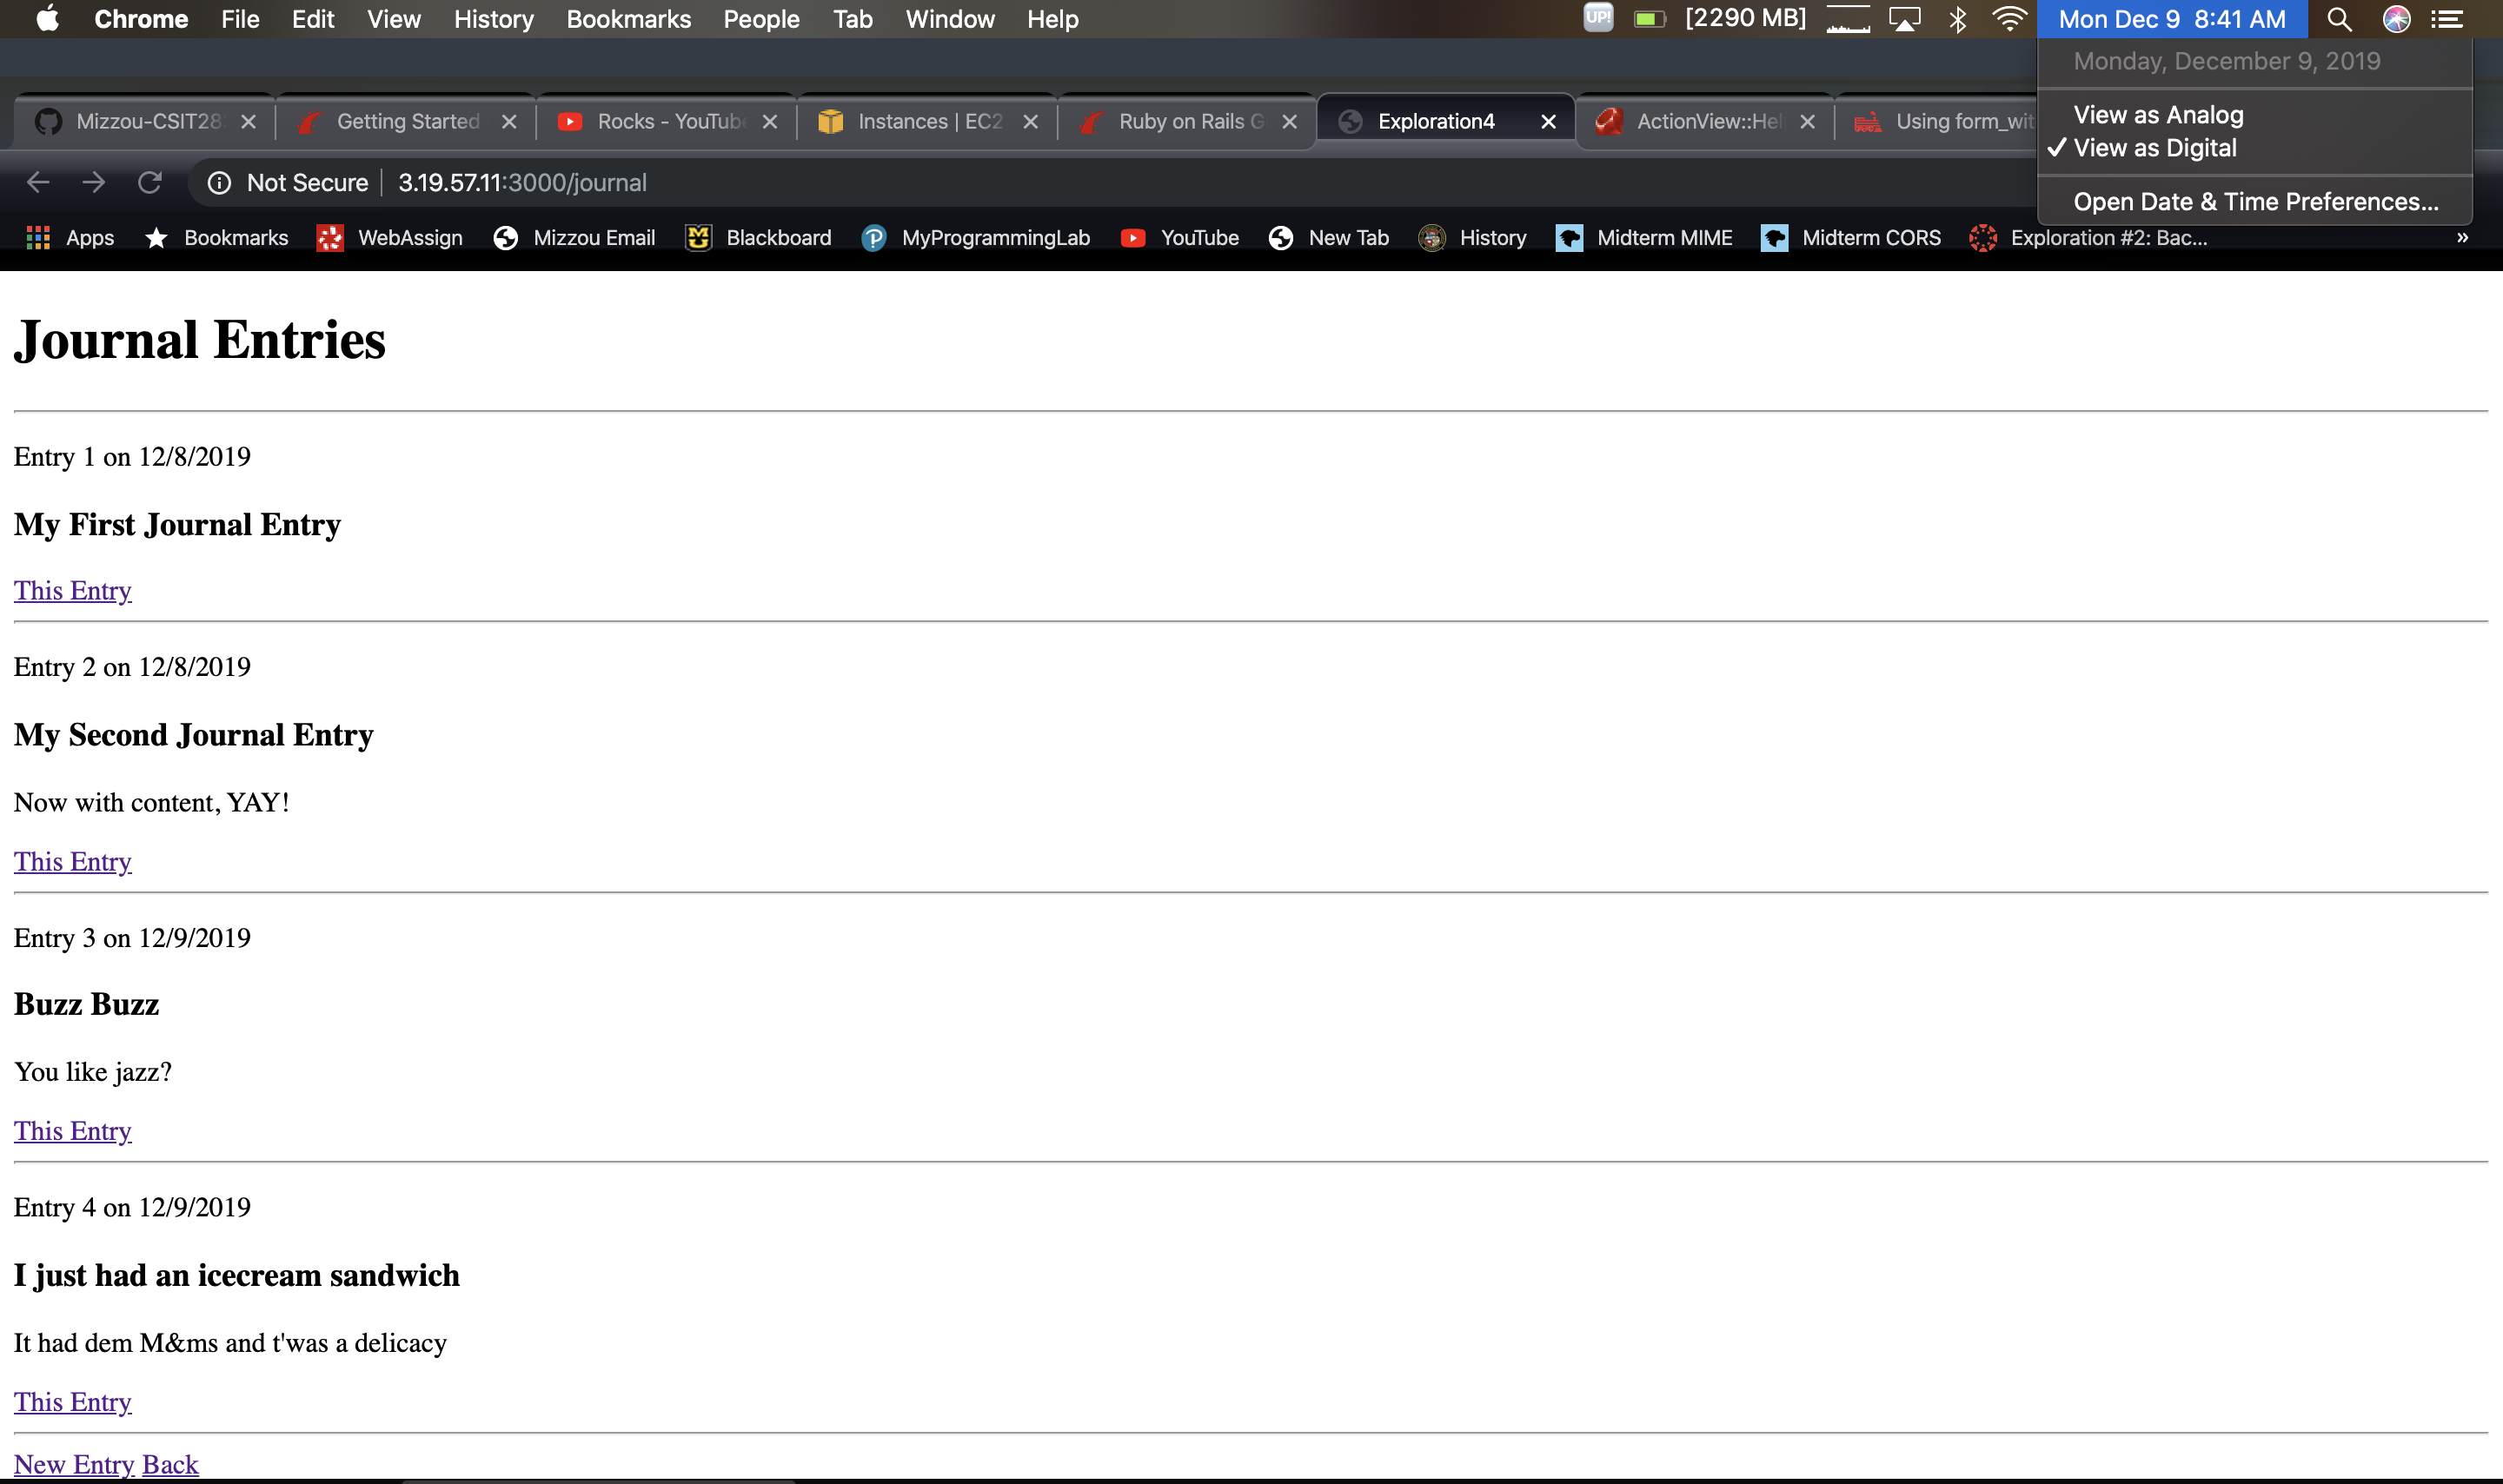 Chrome File Edit View History Bookmarks People Tab Window Help UP! [2290 MB] Mon Dec 9 8:41 AM
Monday, December 9, 2019
View as Analog
✓ View as Digital
Open Date & Time Preferences...
Mizzou-CSIT28 Getting Started Rocks - YouTube Instances | EC2 Ruby on Rails G Exploration4 ActionView::Hel Using form_wit
Not Secure 3.19.57.11:3000/journal
Apps Bookmarks WebAssign Mizzou Email Blackboard MyProgrammingLab YouTube New Tab History Midterm MIME Midterm CORS Exploration #2: Bac... »
Journal Entries
Entry 1 on 12/8/2019
My First Journal Entry
This Entry
Entry 2 on 12/8/2019
My Second Journal Entry
Now with content, YAY!
This Entry
Entry 3 on 12/9/2019
Buzz Buzz
You like jazz?
This Entry
Entry 4 on 12/9/2019
I just had an icecream sandwich
It had dem M&ms and t'was a delicacy
This Entry
New Entry Back